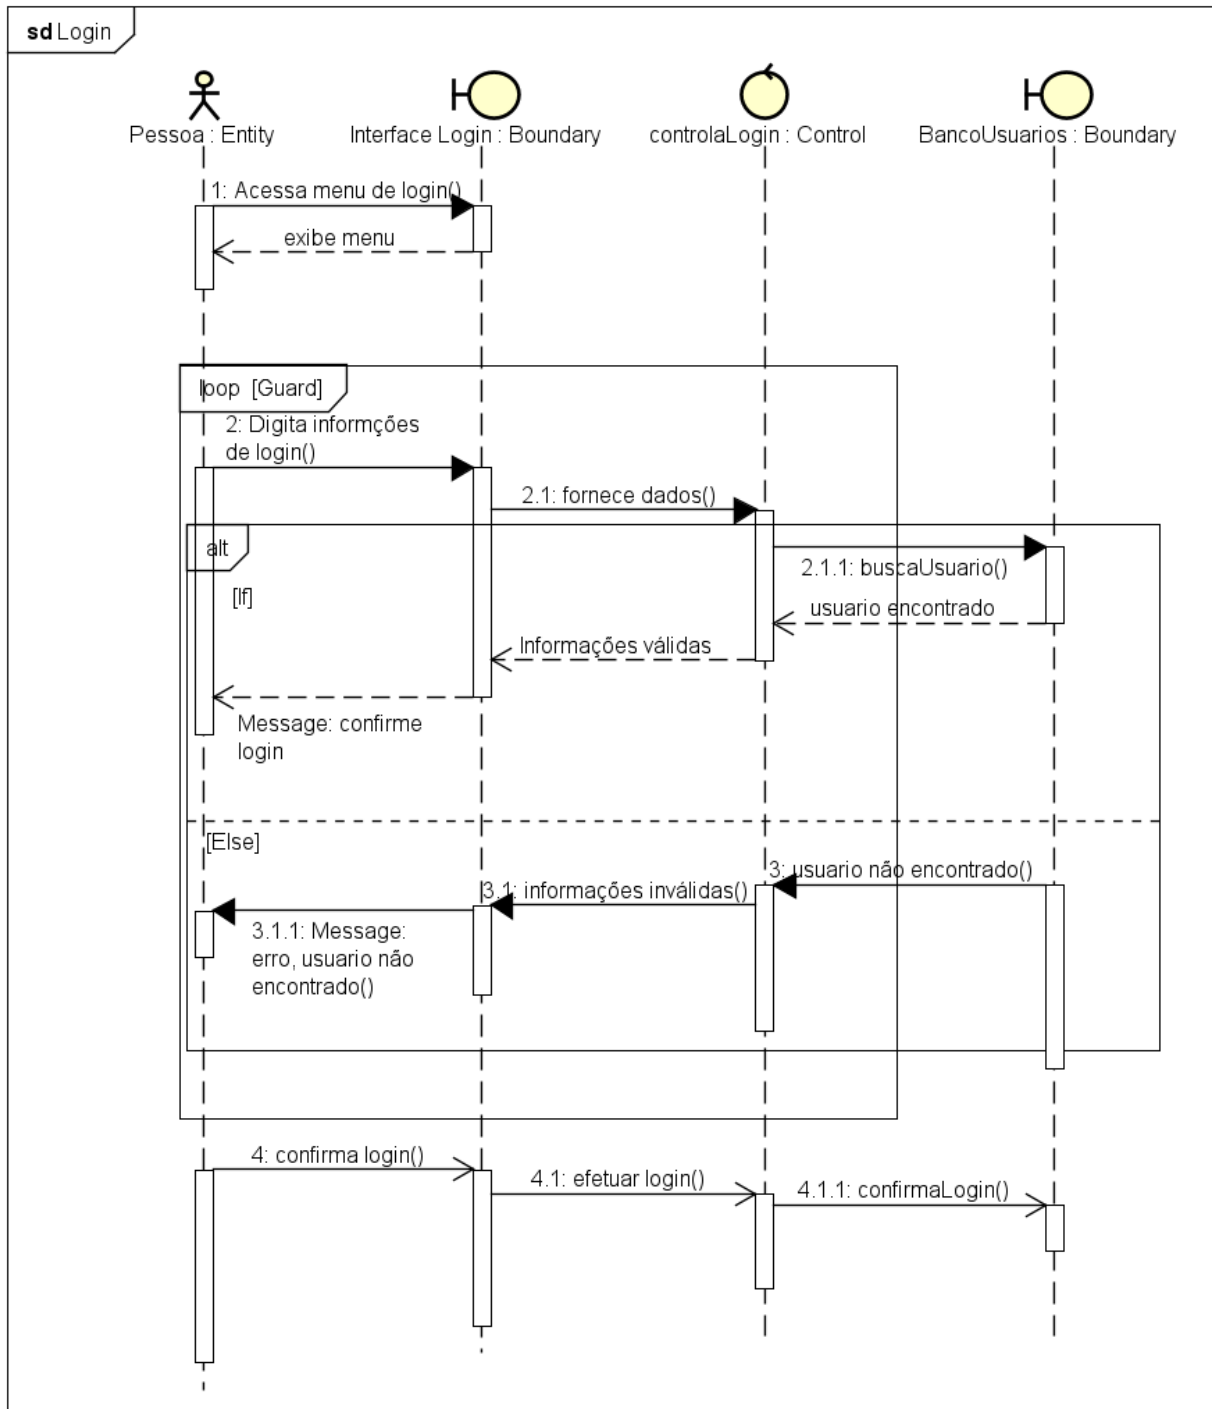 sd Login
Pessoa : Entity
Interface Login : Boundary
controlaLogin : Control
BancoUsuarios : Boundary
1: Acessa menu de login()
exibe menu
loop [Guard]
2: Digita informções
de login()
2.1: fornece dados()
alt
2.1.1: buscaUsuario()
[If]
usuario encontrado
Informações válidas
Message: confirme
login
[Else]
3: usuario não encontrado()
3.1: informações inválidas()
3.1.1: Message:
erro, usuario não
encontrado()
4: confirma login()
4.1: efetuar login()
4.1.1: confirmaLogin()